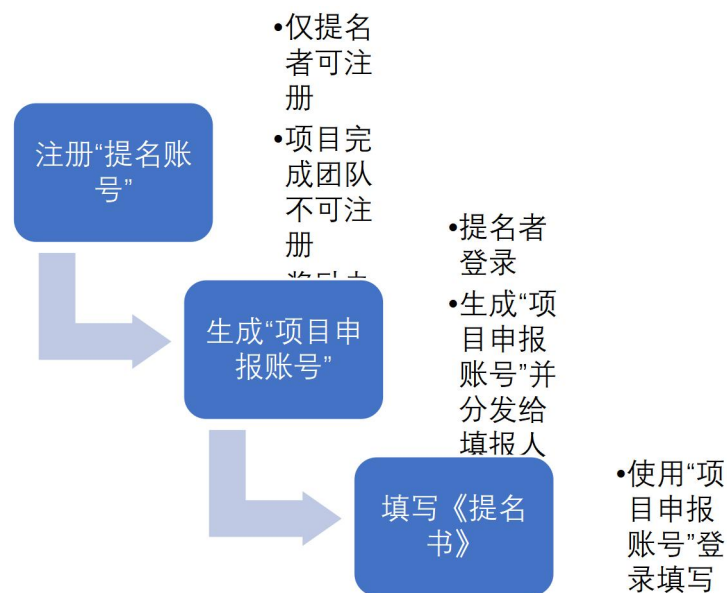 •仅提名
者可注
册
•项目完
成团队
不可注
册
注册“提名账
号”
•提名者
登录
•生成“项
目申报
账号”并
分发给
填报人
生成“项目申
报账号”
•使用“项
目申报
账号”登
录填写
填写《提名
书》